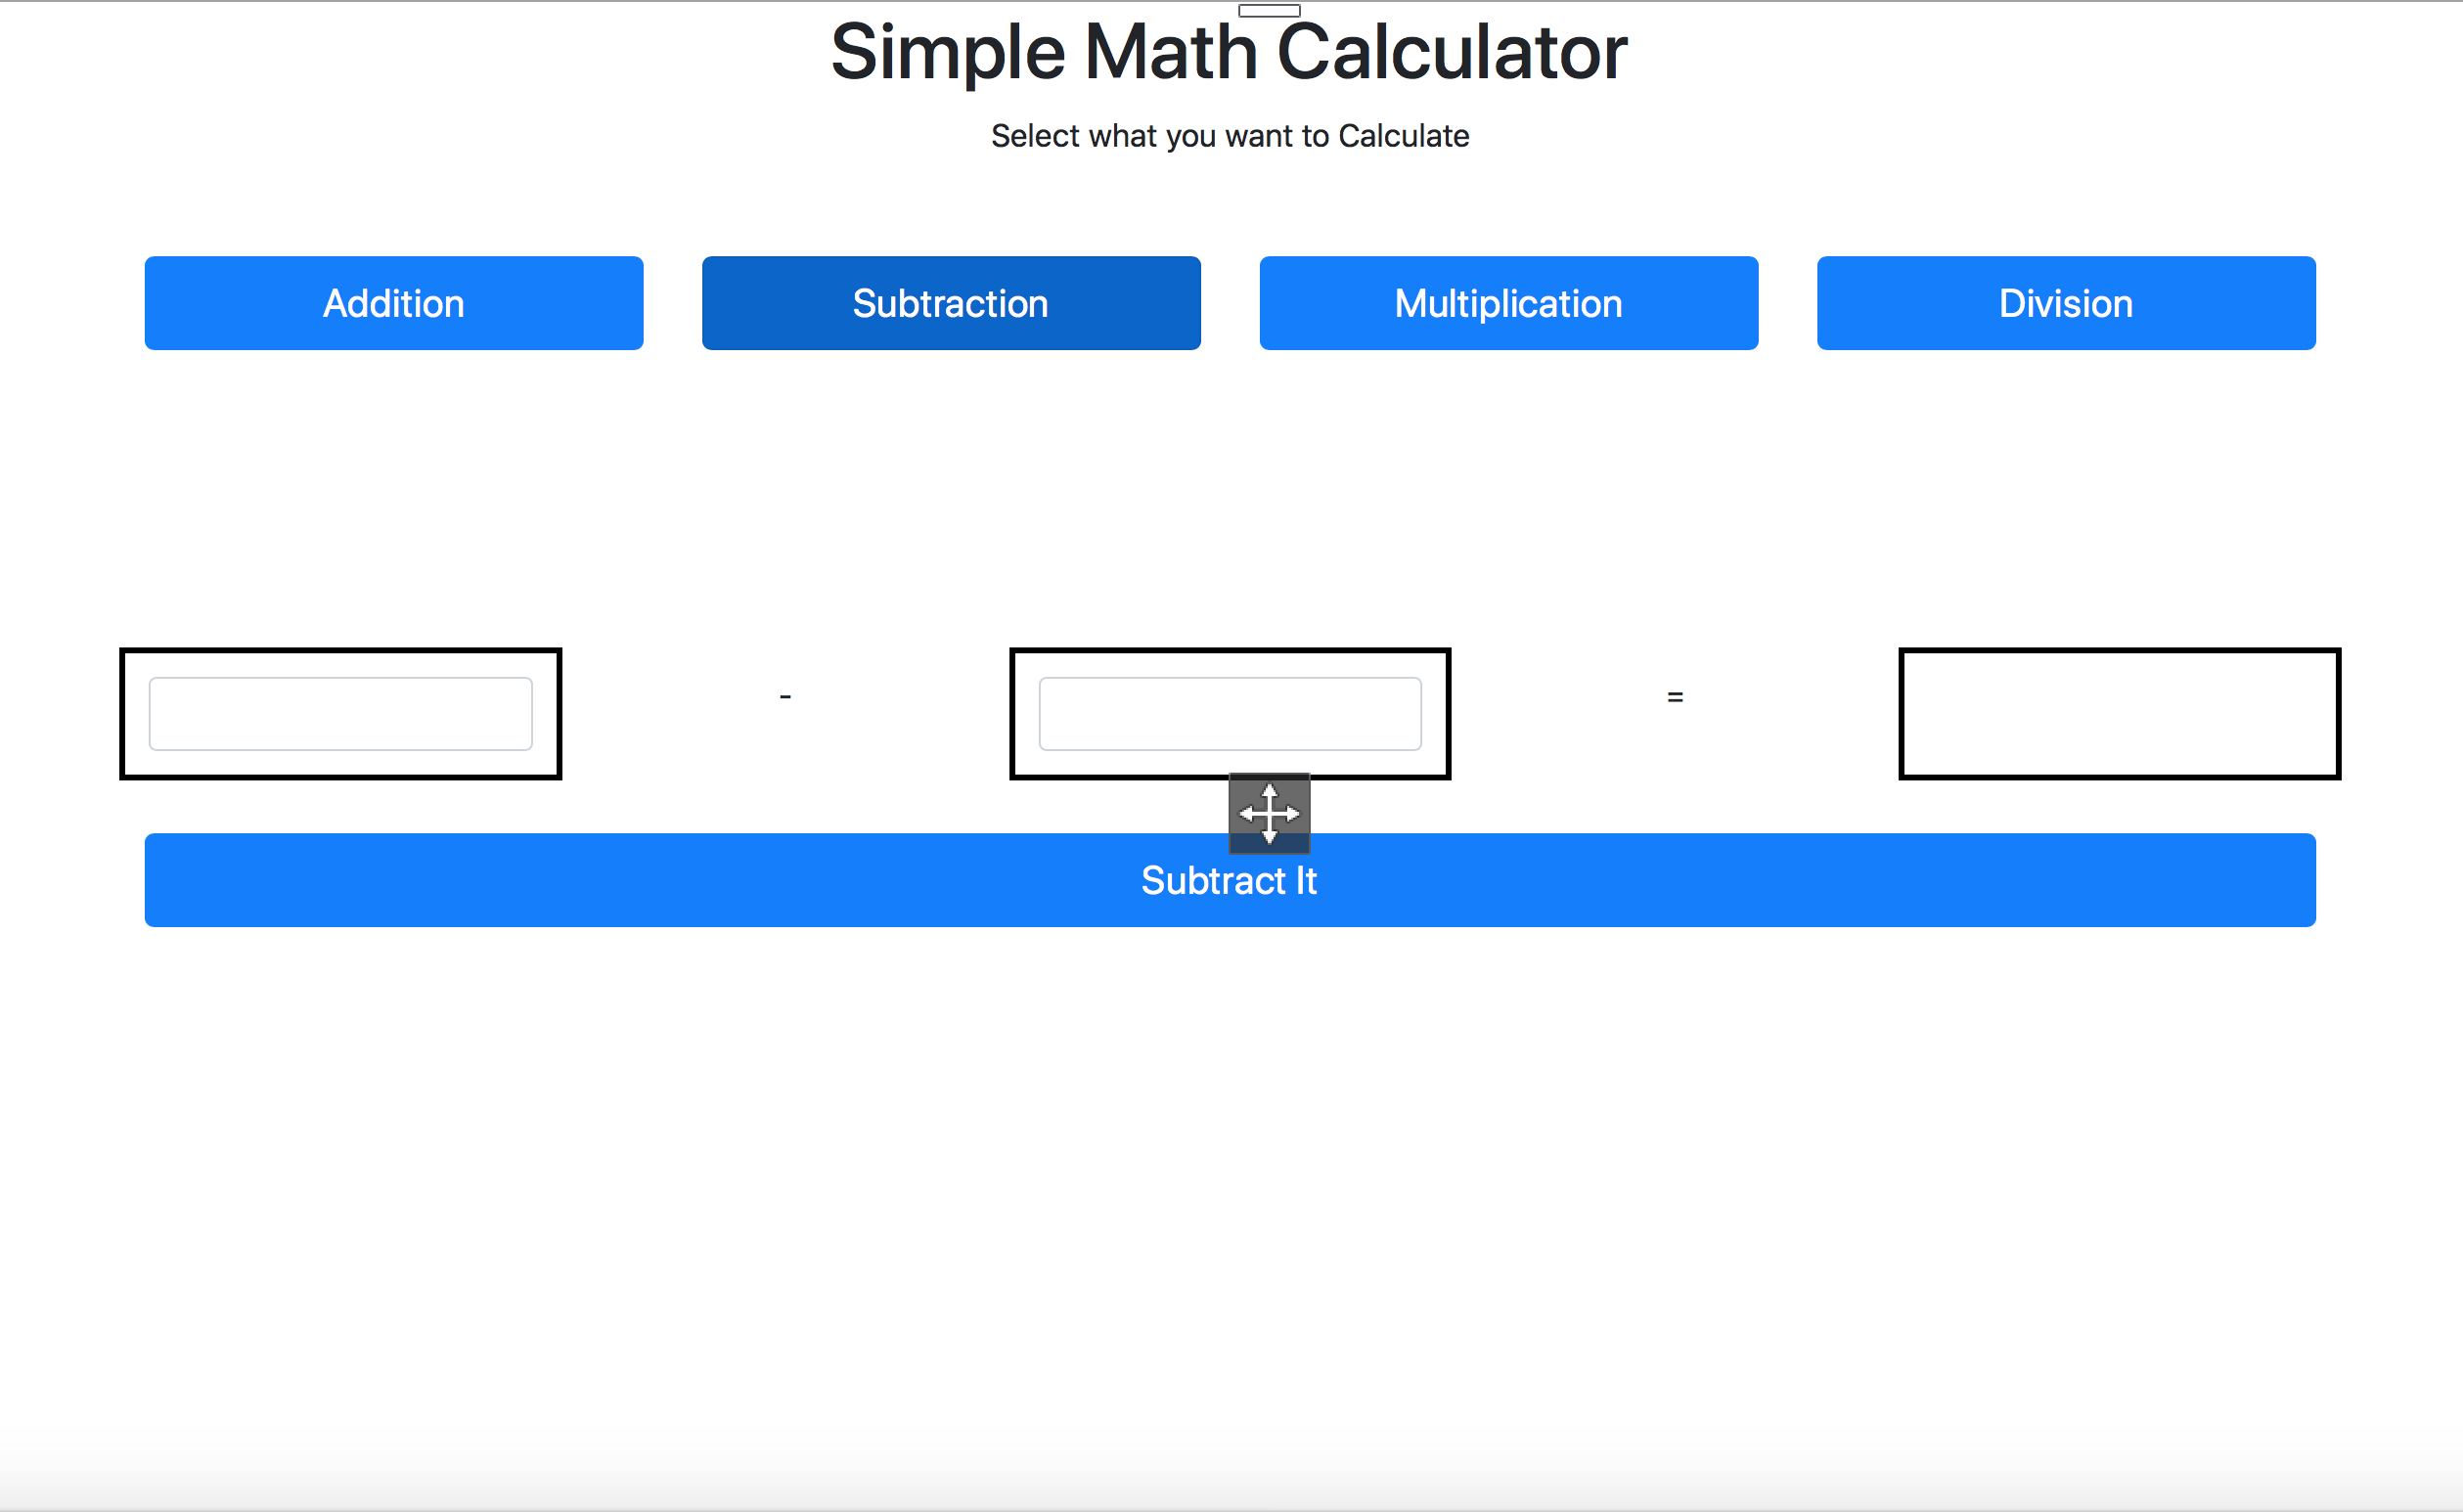 Simple Math Calculator
Select what you want to Calculate
Addition Subtraction Multiplication Division
- =
Subtract It